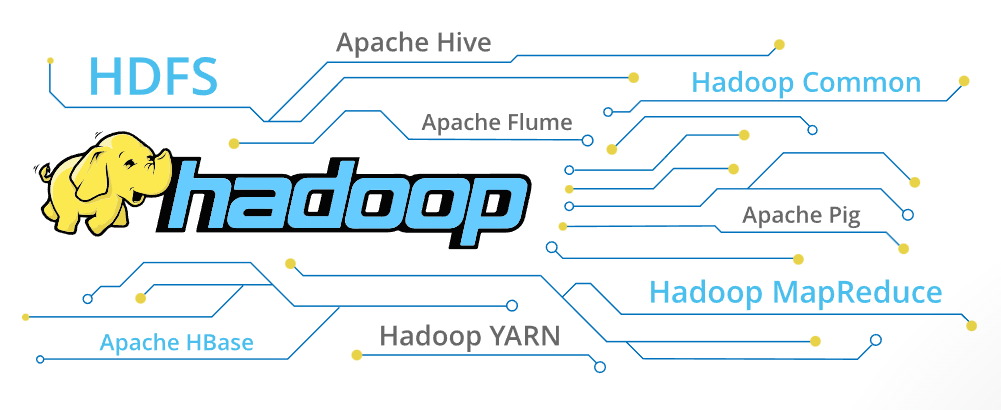 Apache Hive
HDFS
Hadoop Common
Apache Flume
hadoop
Apache Pig
Hadoop MapReduce
Apache HBase
Hadoop YARN